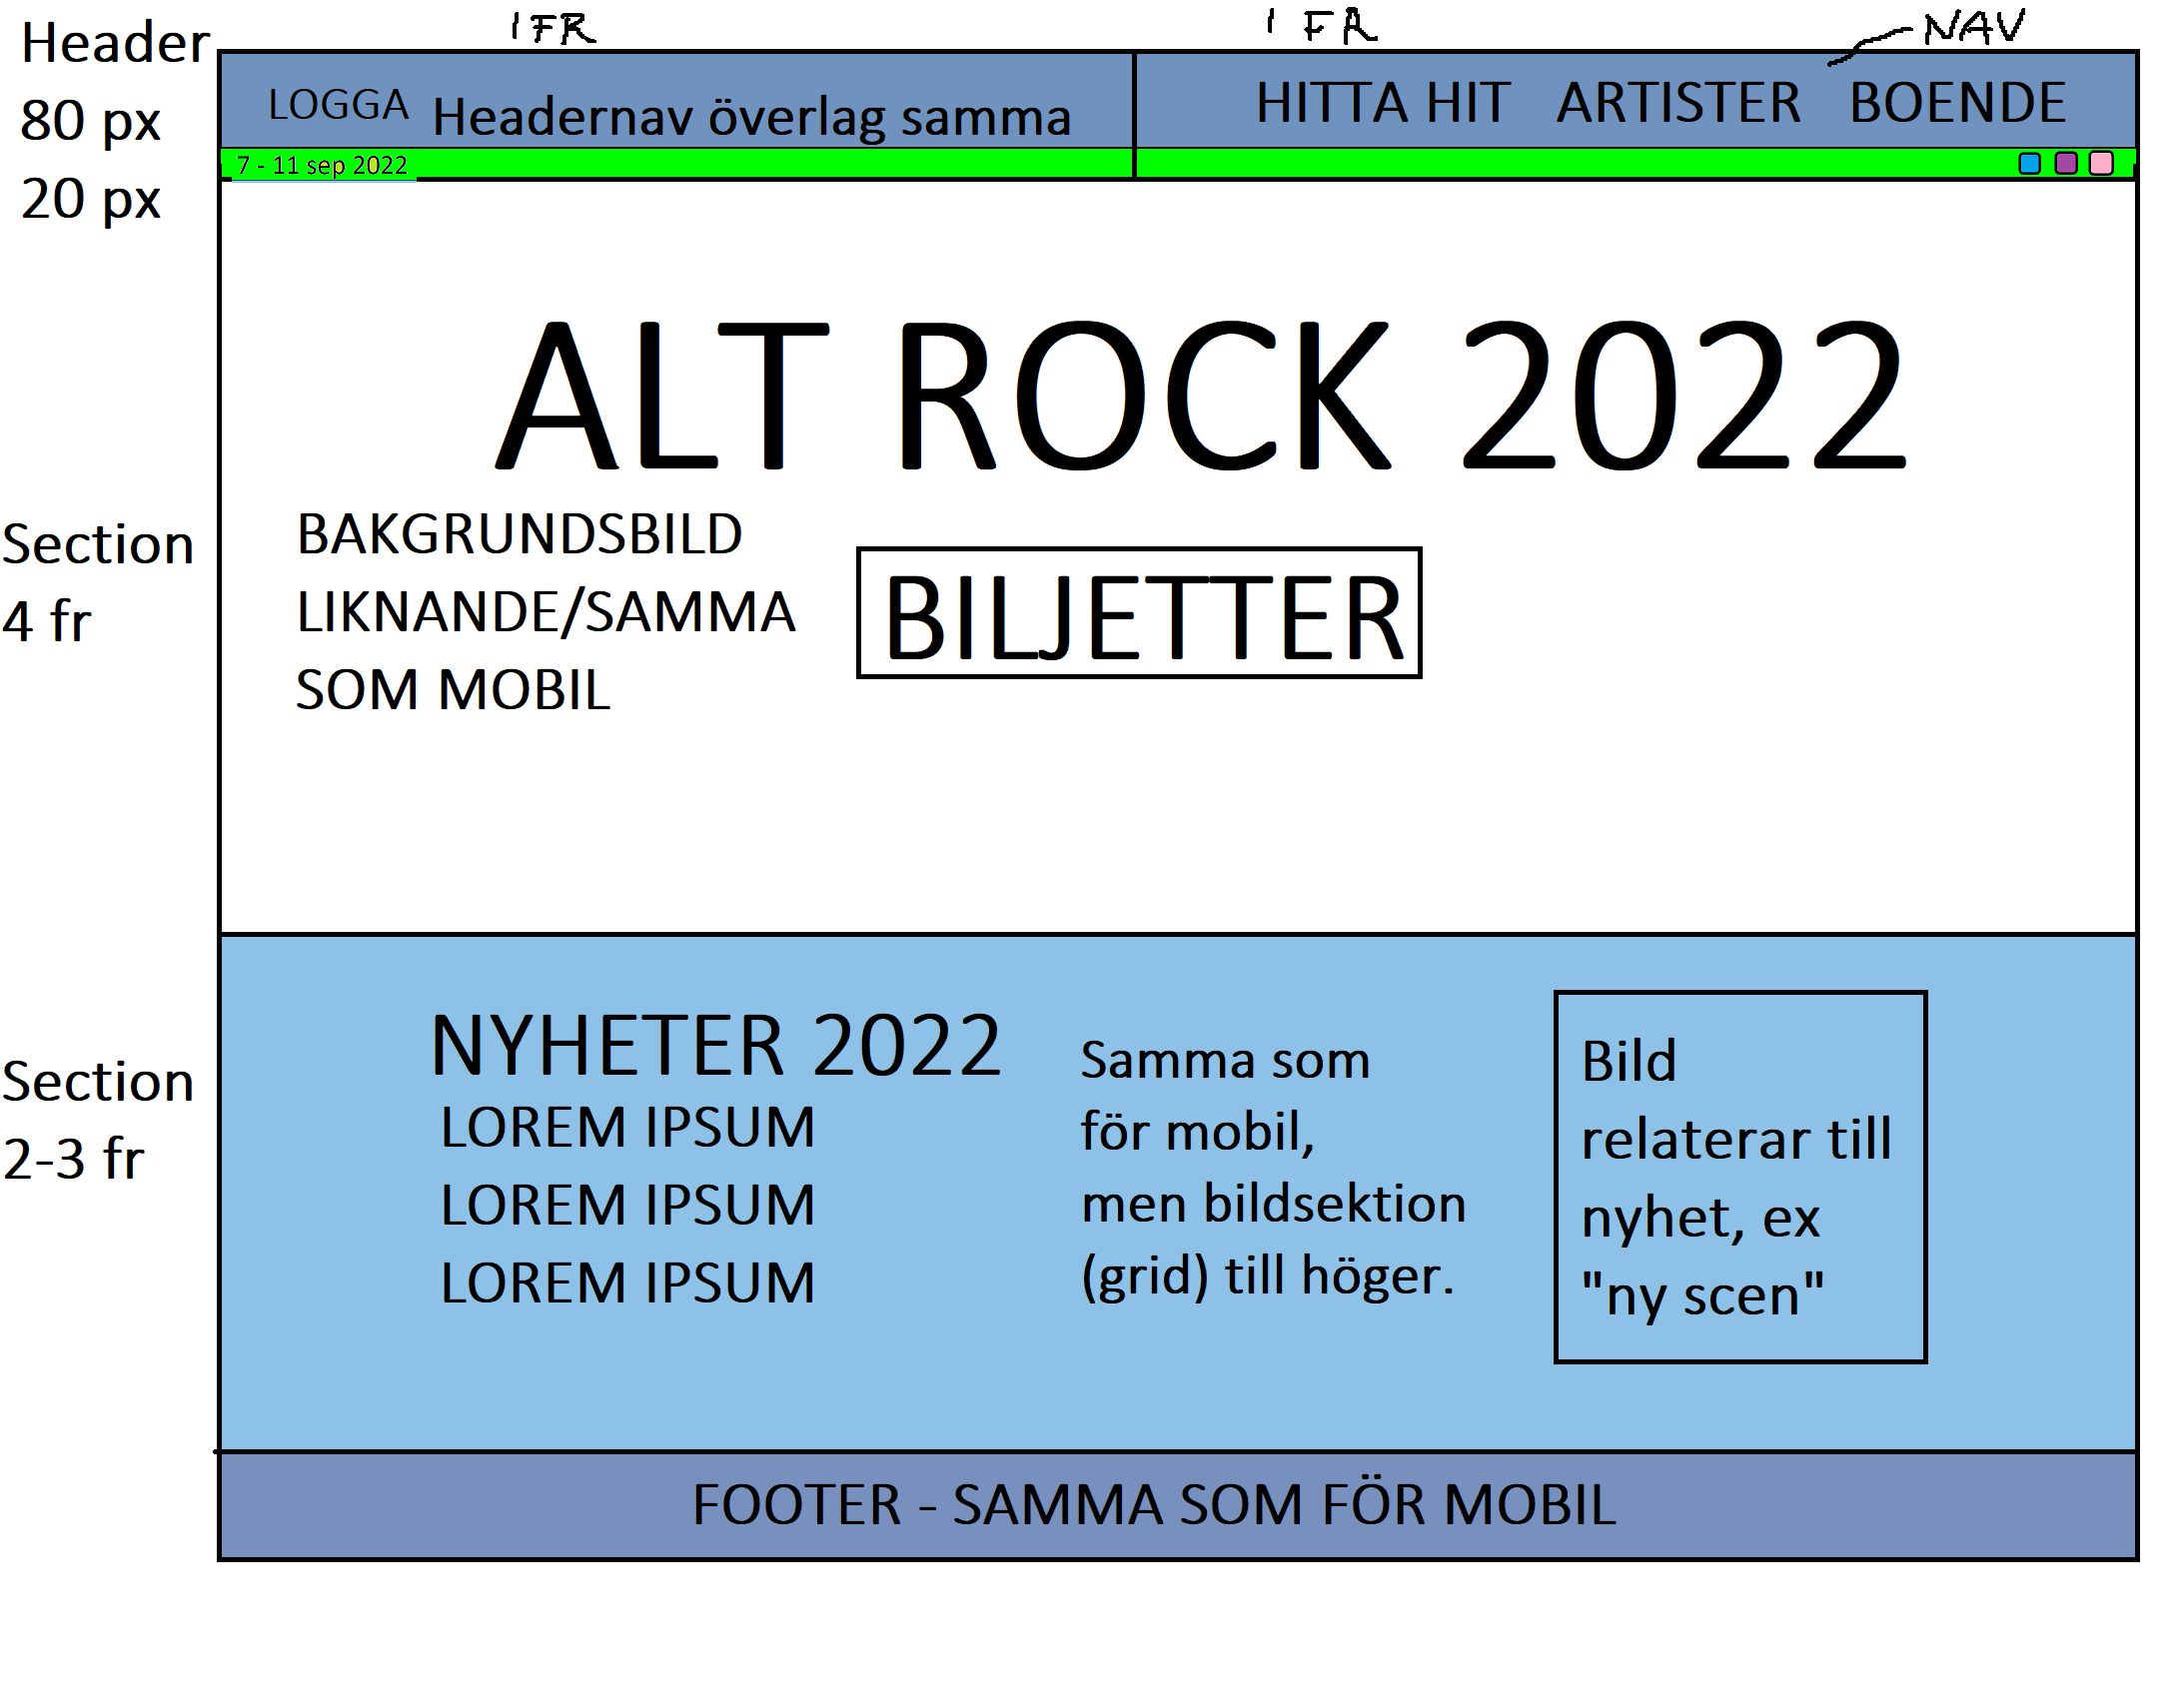 Header
80 px
20 px
1 FR
1 FR
NAV
LOGGA
Headernav överlag samma
HITTA HIT ARTISTER BOENDE
7 - 11 sep 2022
ALT ROCK 2022
Section
4 fr
BAKGRUNDSBILD
LIKNANDE/SAMMA
SOM MOBIL
BILJETTER
Section
2-3 fr
NYHETER 2022
LOREM IPSUM
LOREM IPSUM
LOREM IPSUM
Samma som
för mobil,
men bildsektion
(grid) till höger.
Bild
relaterar till
nyhet, ex
"ny scen"
FOOTER - SAMMA SOM FÖR MOBIL